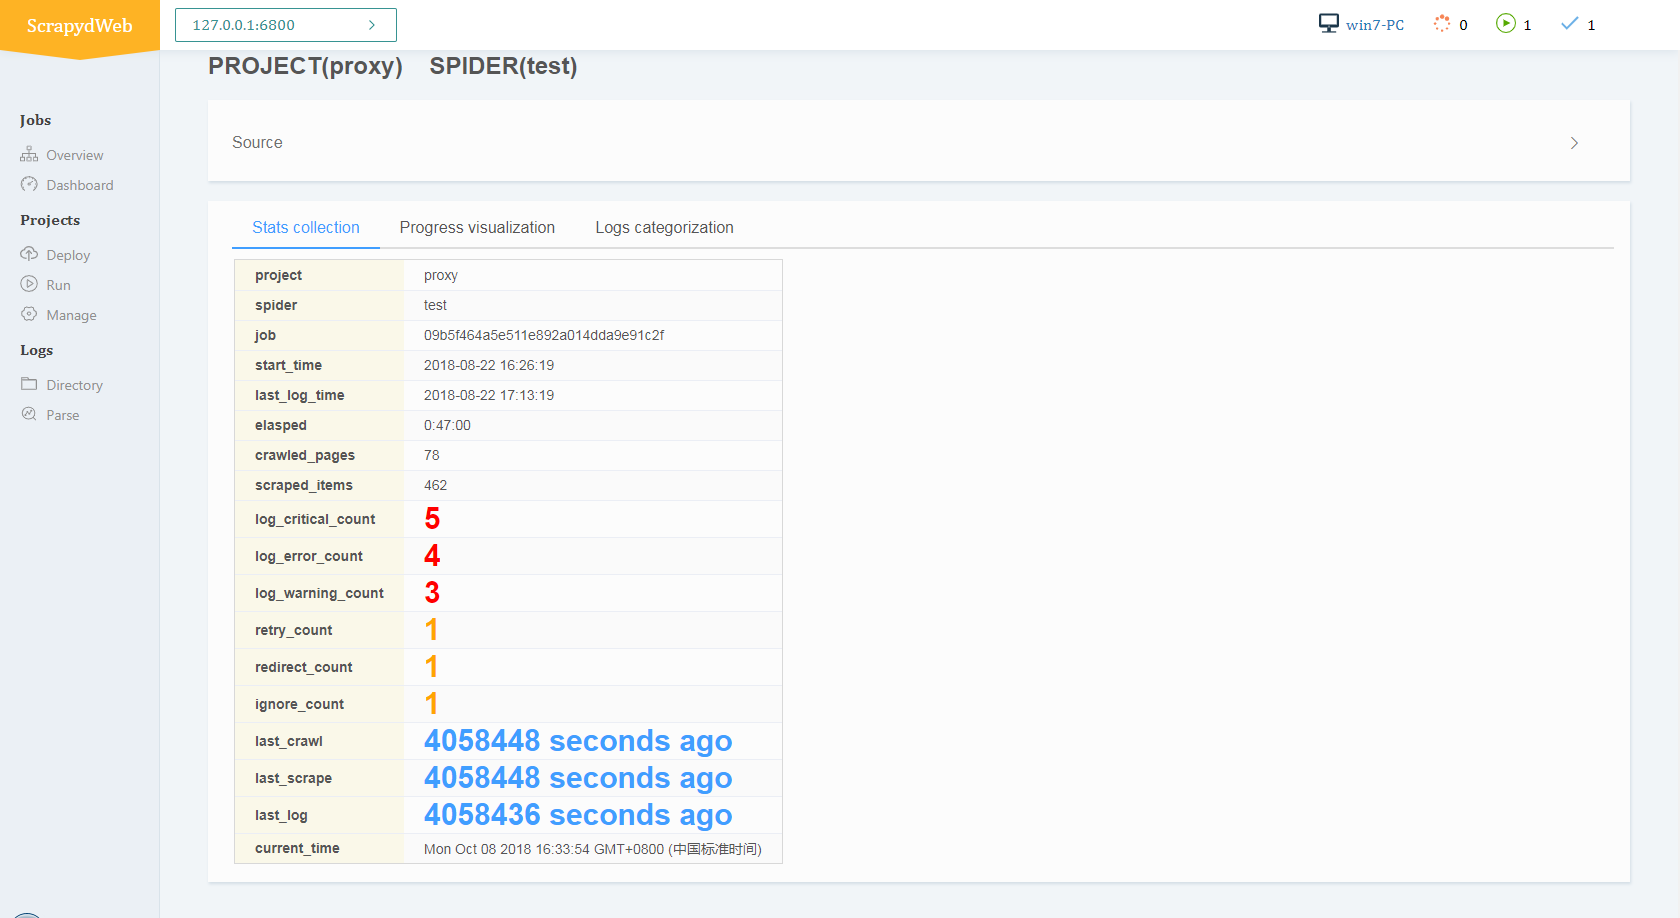 ScrapydWeb
127.0.0.1:6800
win7-PC 0 1 1
PROJECT(proxy) SPIDER(test)
Jobs
Overview
Dashboard
Projects
Deploy
Run
Manage
Logs
Directory
Parse
Source
Stats collection Progress visualization Logs categorization
project proxy
spider test
job 09b5f464a5e511e892a014dda9e91c2f
start_time 2018-08-22 16:26:19
last_log_time 2018-08-22 17:13:19
elasped 0:47:00
crawled_pages 78
scraped_items 462
log_critical_count 5
log_error_count 4
log_warning_count 3
retry_count 1
redirect_count 1
ignore_count 1
last_crawl 4058448 seconds ago
last_scrape 4058448 seconds ago
last_log 4058436 seconds ago
current_time Mon Oct 08 2018 16:33:54 GMT+0800 (中国标准时间)